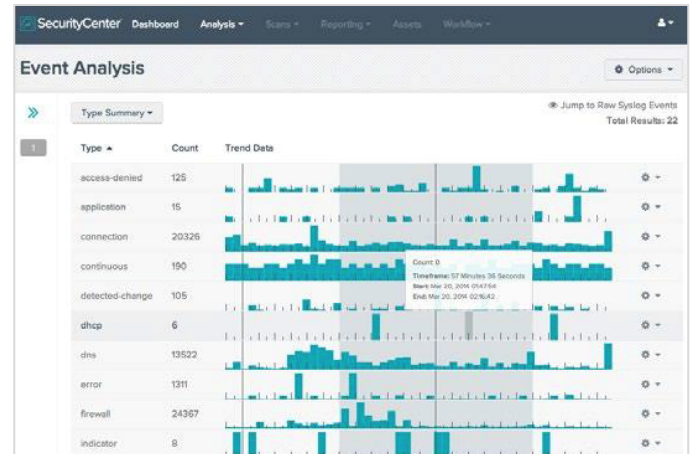 SecurityCenter Dashboard Analysis Scans Reporting Assets Workflow
Event Analysis
Options
Type Summary
Jump to Raw Syslog Events
Total Results: 22
1
Type Count Trend Data
access-denied 125
application 15
connection 20326
continuous 190
Count: 0
Timeframe: 57 Minutes 36 Seconds
Start: Mar 20, 2014 01:47:54
End: Mar 20, 2014 02:16:42
detected-change 105
dhcp 6
dns 13522
error 1311
firewall 24367
indicator 8